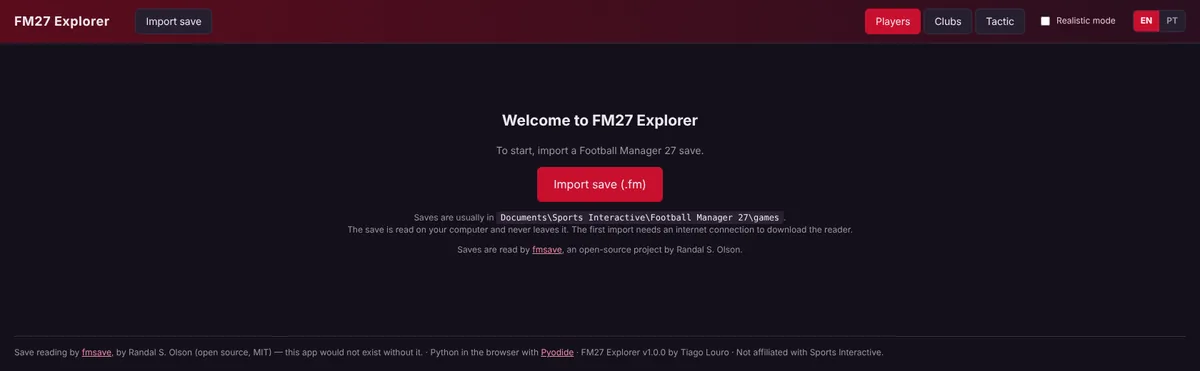 FM27 Explorer Import save Players Clubs Tactic Realistic mode EN PT
Welcome to FM27 Explorer
To start, import a Football Manager 27 save.
Import save (.fm)
Saves are usually in Documents\Sports Interactive\Football Manager 27\games.
The save is read on your computer and never leaves it. The first import needs an internet connection to download the reader.
Saves are read by fmsave, an open-source project by Randal S. Olson.
Save reading by fmsave, by Randal S. Olson (open source, MIT) — this app would not exist without it. · Python in the browser with Pyodide · FM27 Explorer v1.0.0 by Tiago Louro · Not affiliated with Sports Interactive.